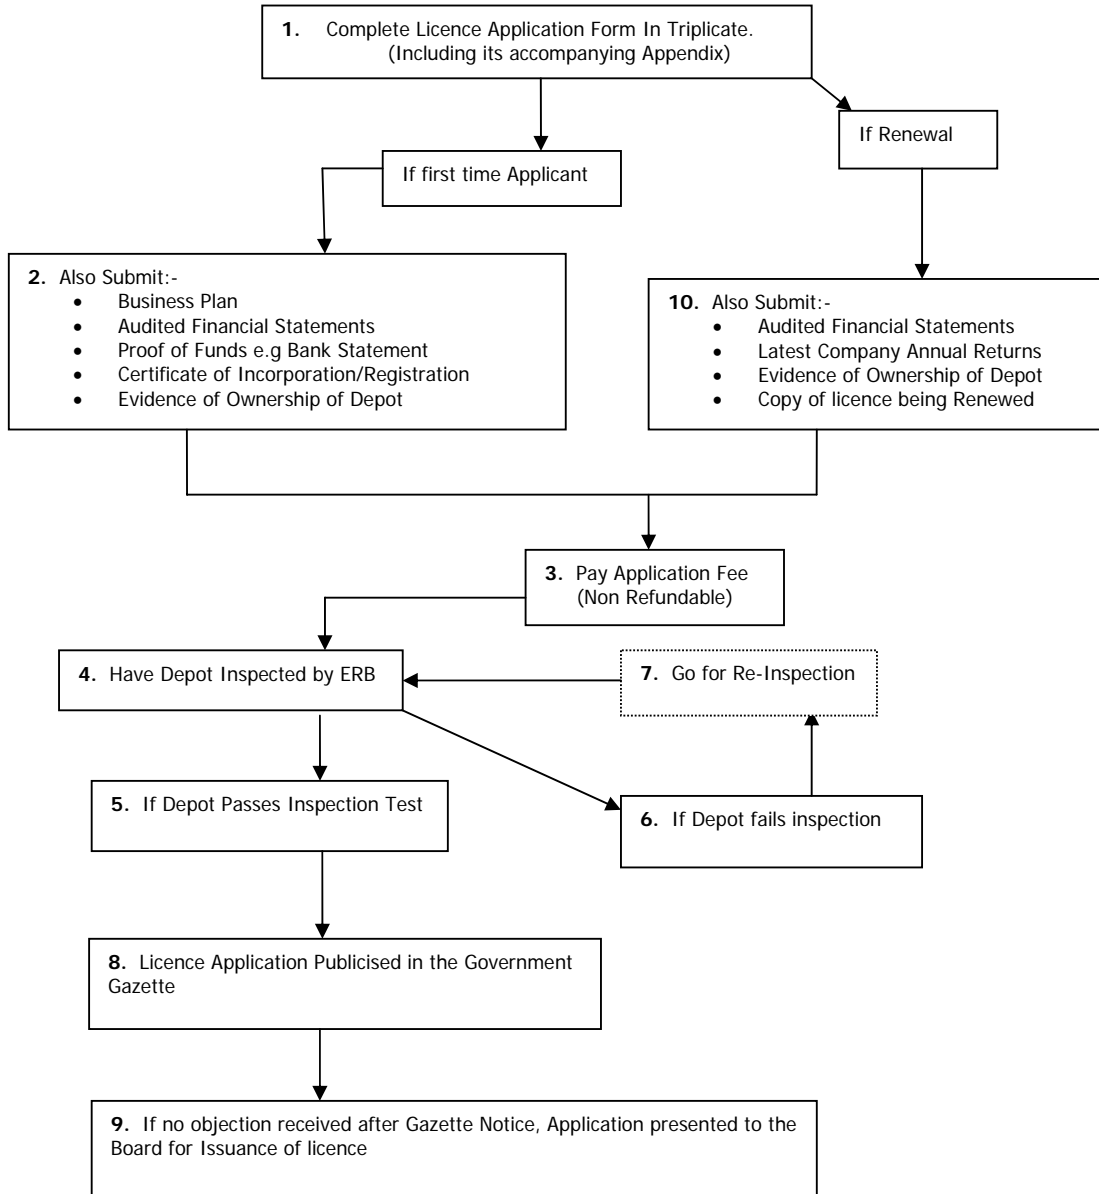 1. Complete Licence Application Form In Triplicate.
(Including its accompanying Appendix)
If Renewal
If first time Applicant
2. Also Submit:-
• Business Plan
• Audited Financial Statements
• Proof of Funds e.g Bank Statement
• Certificate of Incorporation/Registration
• Evidence of Ownership of Depot
10. Also Submit:-
• Audited Financial Statements
• Latest Company Annual Returns
• Evidence of Ownership of Depot
• Copy of licence being Renewed
3. Pay Application Fee
(Non Refundable)
4. Have Depot Inspected by ERB
7. Go for Re-Inspection
5. If Depot Passes Inspection Test
6. If Depot fails inspection
8. Licence Application Publicised in the Government
Gazette
9. If no objection received after Gazette Notice, Application presented to the
Board for Issuance of licence